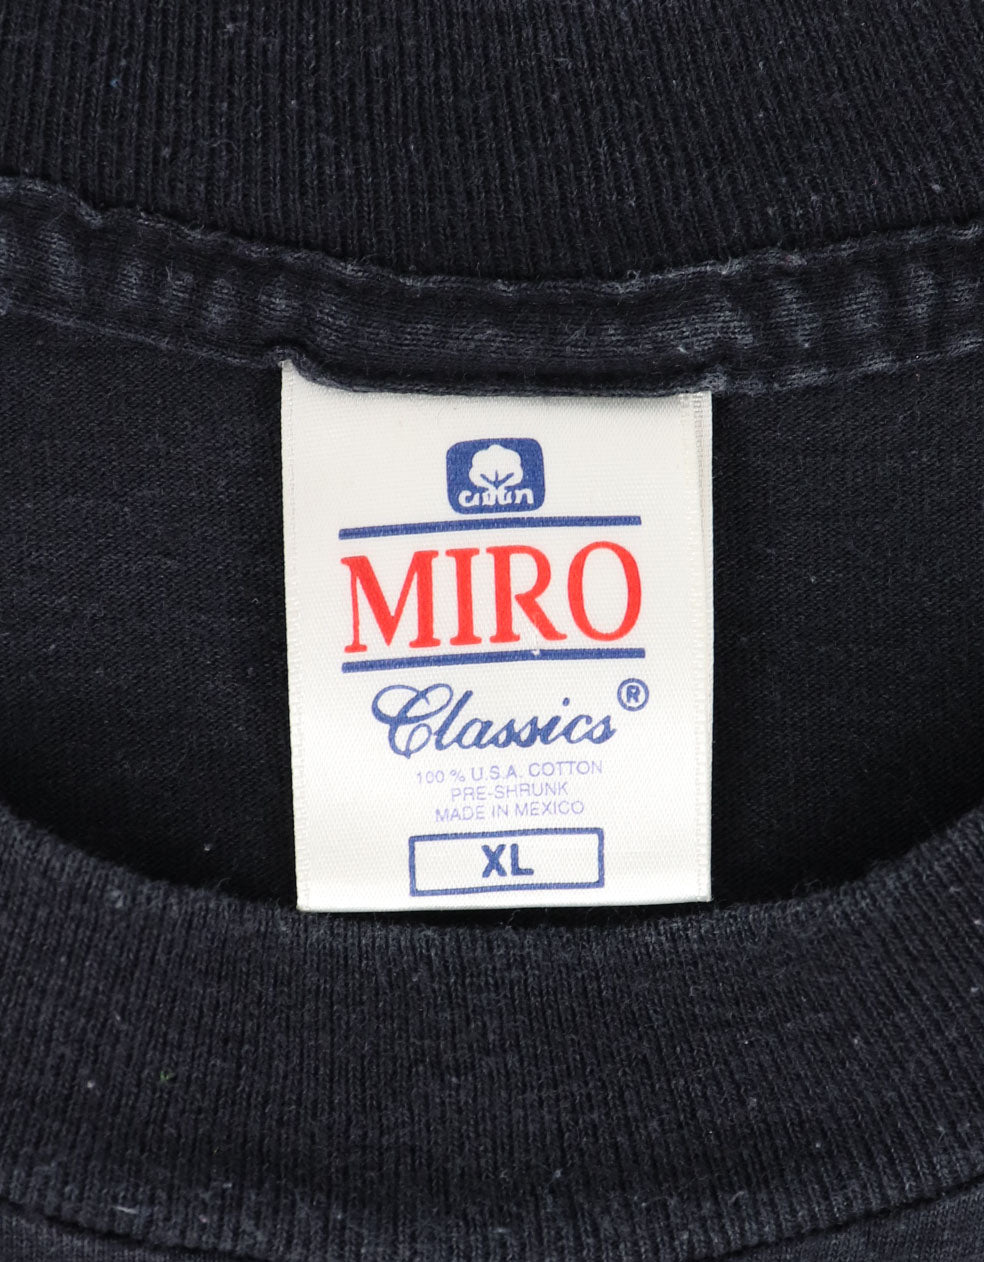 cotton
MIRO
Classics®
100 % U.S.A. COTTON
PRE-SHRUNK
MADE IN MEXICO
XL